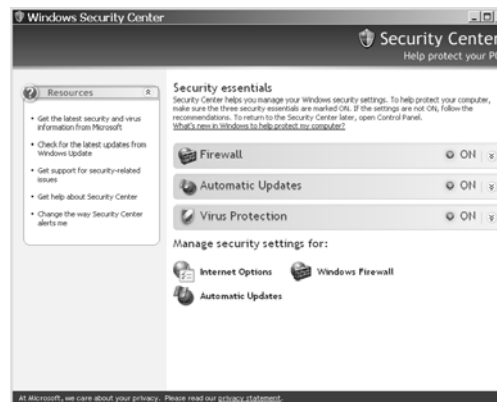 Windows Security Center
Security Center
Help protect your PC
Resources
Get the latest security and virus
information from Microsoft
Check for the latest updates from
Windows Update
Get support for security-related
issues
Get help about Security Center
Change the way Security Center
alerts me
Security essentials
Security Center helps you manage your Windows security settings. To help protect your computer,
make sure the three security essentials are marked ON. If the settings are not ON, follow the
recommendations. To return to the Security Center later, open Control Panel.
What's new in Windows to help protect my computer?
Firewall ON
Automatic Updates ON
Virus Protection ON
Manage security settings for:
Internet Options Windows Firewall
Automatic Updates
At Microsoft, we care about your privacy. Please read our privacy statement.